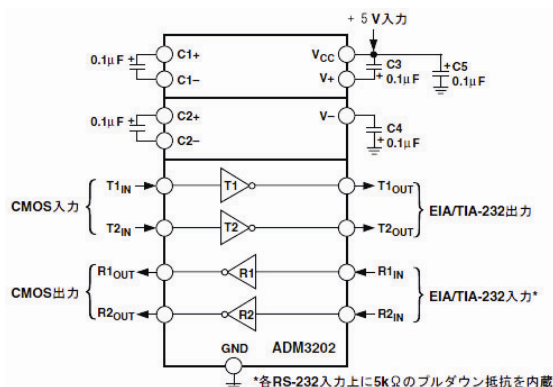 + 5 V入力
0.1μF
+
C1+
C1–
VCC
V+
C3
+ 0.1μF
+ C5
0.1μF
0.1μF
+
C2+
C2–
V–
C4
+ 0.1μF
CMOS入力
T1IN
T1
T1OUT
T2IN
T2
T2OUT
EIA/TIA-232出力
CMOS出力
R1OUT
R1
R1IN
R2OUT
R2
R2IN
EIA/TIA-232入力*
GND
ADM3202
*各RS-232入力上に5kΩのプルダウン抵抗を内蔵